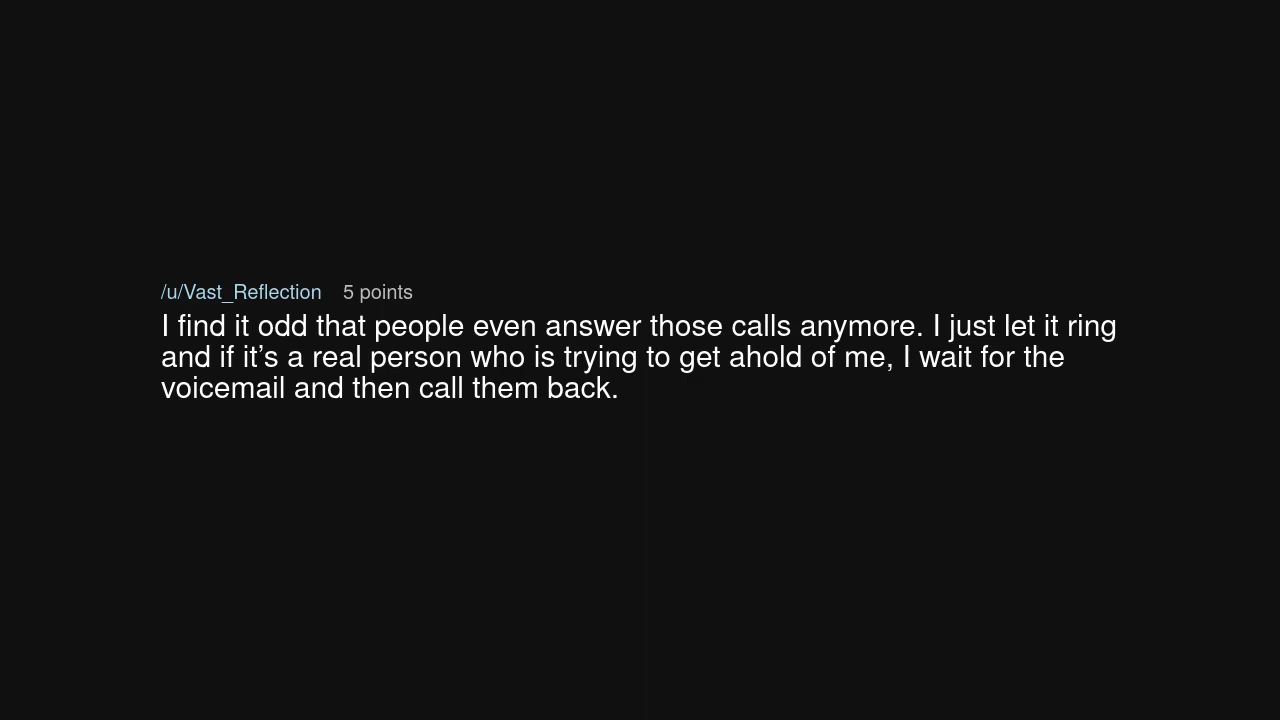 /u/Vast_Reflection 5 points
I find it odd that people even answer those calls anymore. I just let it ring
and if it’s a real person who is trying to get ahold of me, I wait for the
voicemail and then call them back.